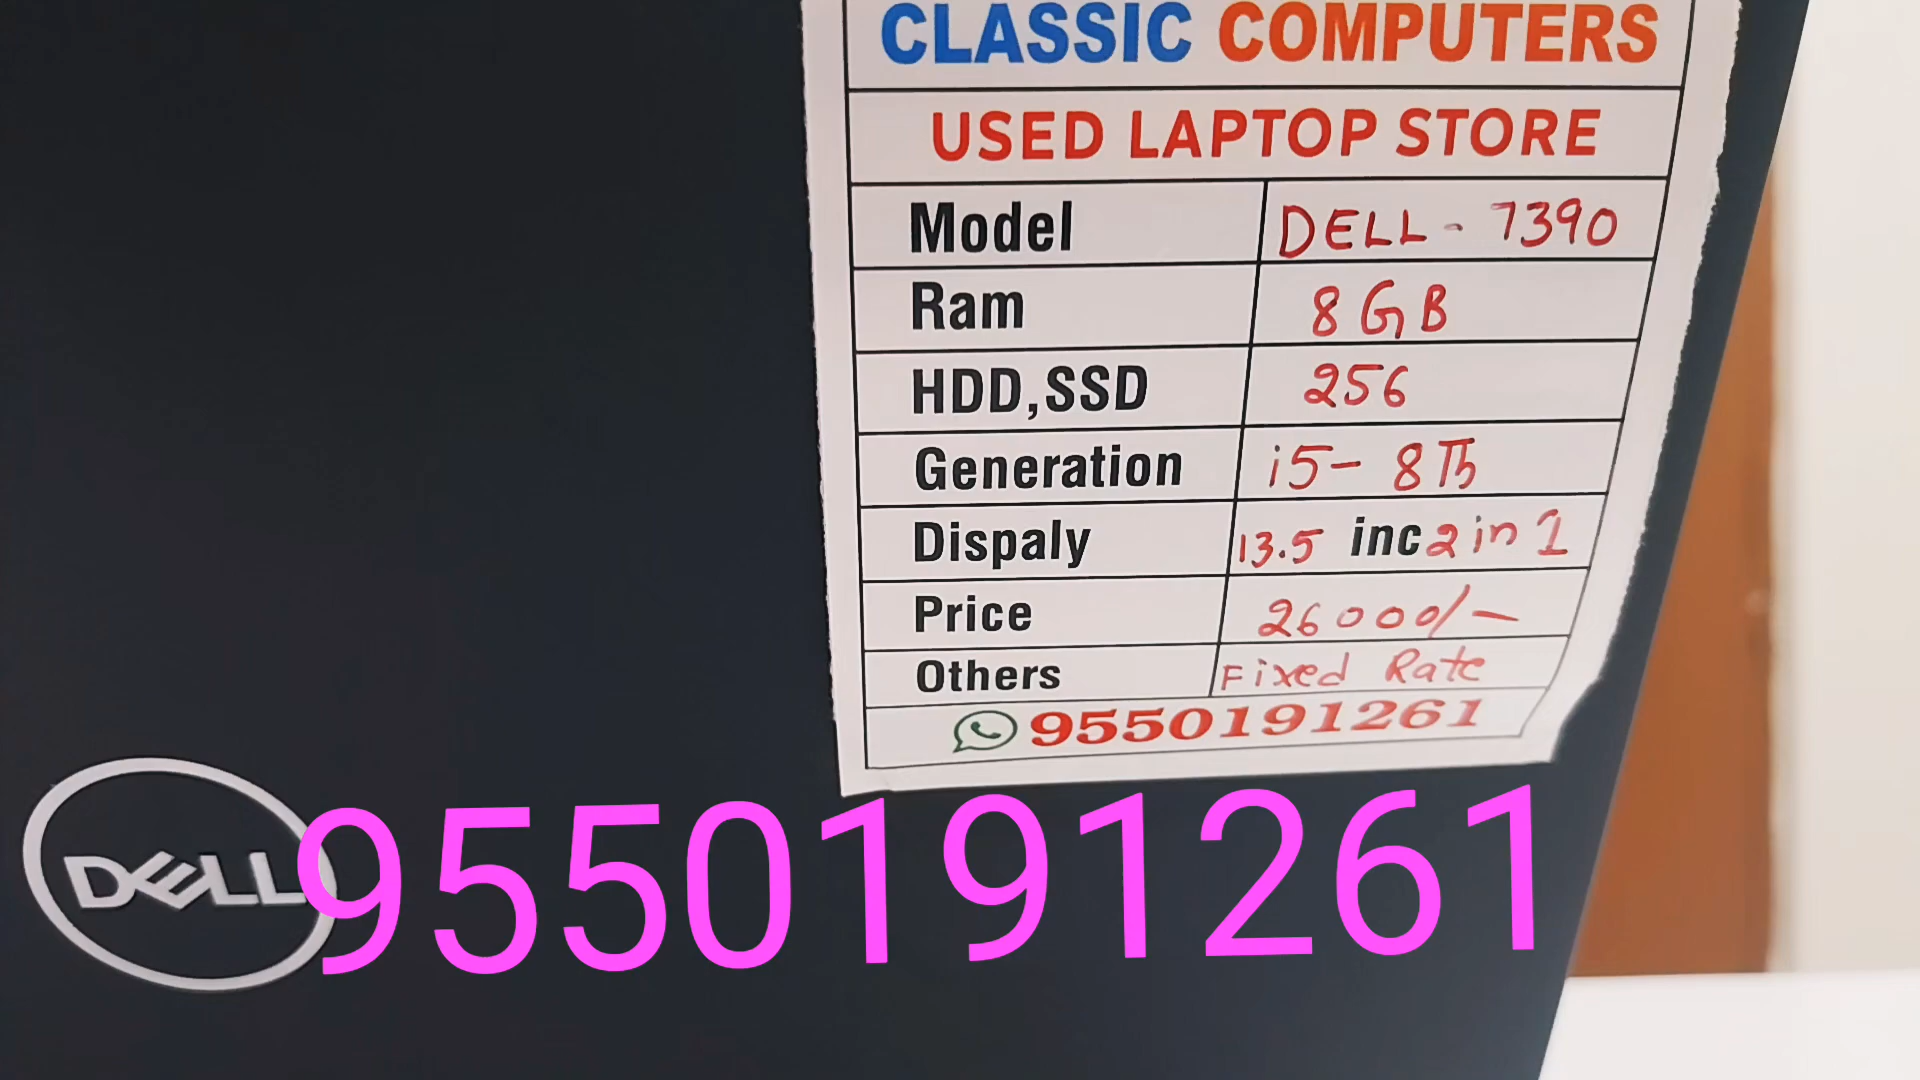 CLASSIC COMPUTERS
USED LAPTOP STORE
Model DELL - 7390
Ram 8 GB
HDD,SSD 256
Generation i5- 8Th
Dispaly 13.5 inc 2 in 1
Price 26000/-
Others Fixed Rate
9550191261
DELL
9550191261